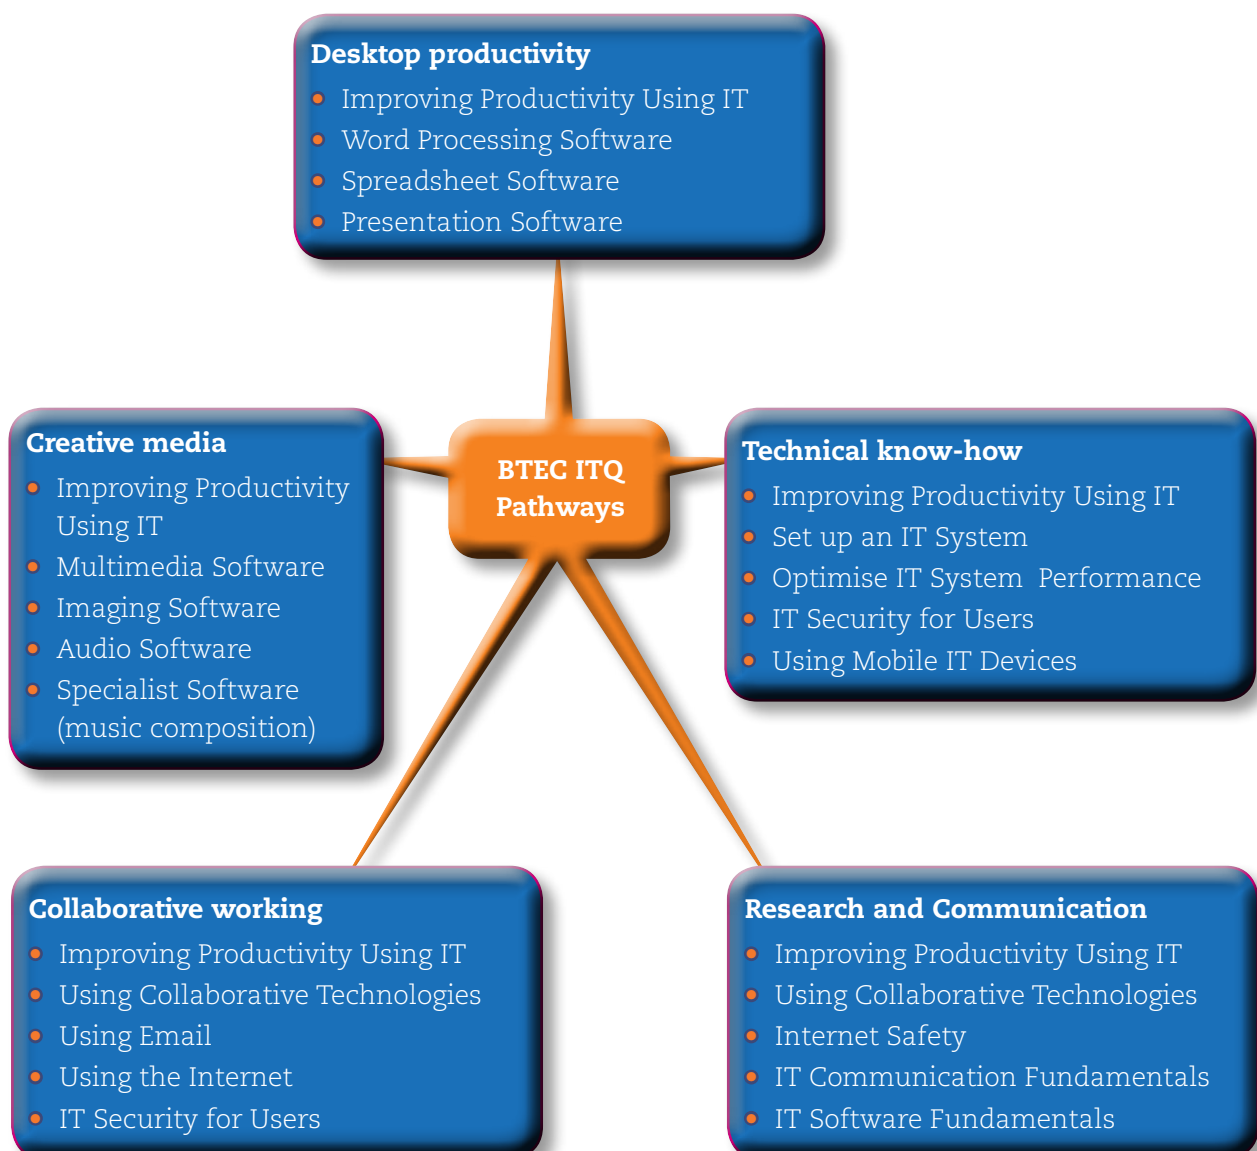 Desktop productivity
Improving Productivity Using IT
Word Processing Software
Spreadsheet Software
Presentation Software
Creative media
Improving Productivity
Using IT
Multimedia Software
Imaging Software
Audio Software
Specialist Software
(music composition)
BTEC ITQ
Pathways
Technical know-how
Improving Productivity Using IT
Set up an IT System
Optimise IT System  Performance
IT Security for Users
Using Mobile IT Devices
Collaborative working
Improving Productivity Using IT
Using Collaborative Technologies
Using Email
Using the Internet
IT Security for Users
Research and Communication
Improving Productivity Using IT
Using Collaborative Technologies
Internet Safety
IT Communication Fundamentals
IT Software Fundamentals